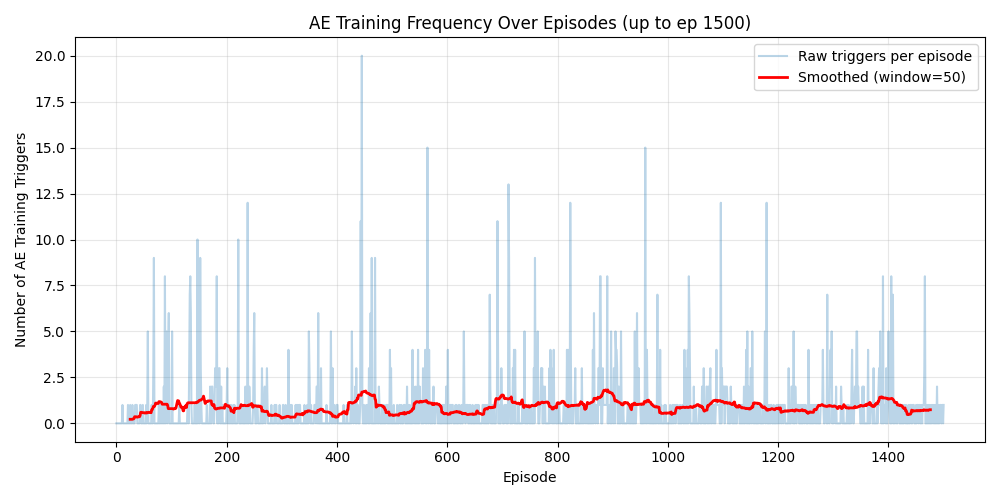 AE Training Frequency Over Episodes (up to ep 1500)
Raw triggers per episode
Smoothed (window=50)
Number of AE Training Triggers
20.0
17.5
15.0
12.5
10.0
7.5
5.0
2.5
0.0
0 200 400 600 800 1000 1200 1400
Episode